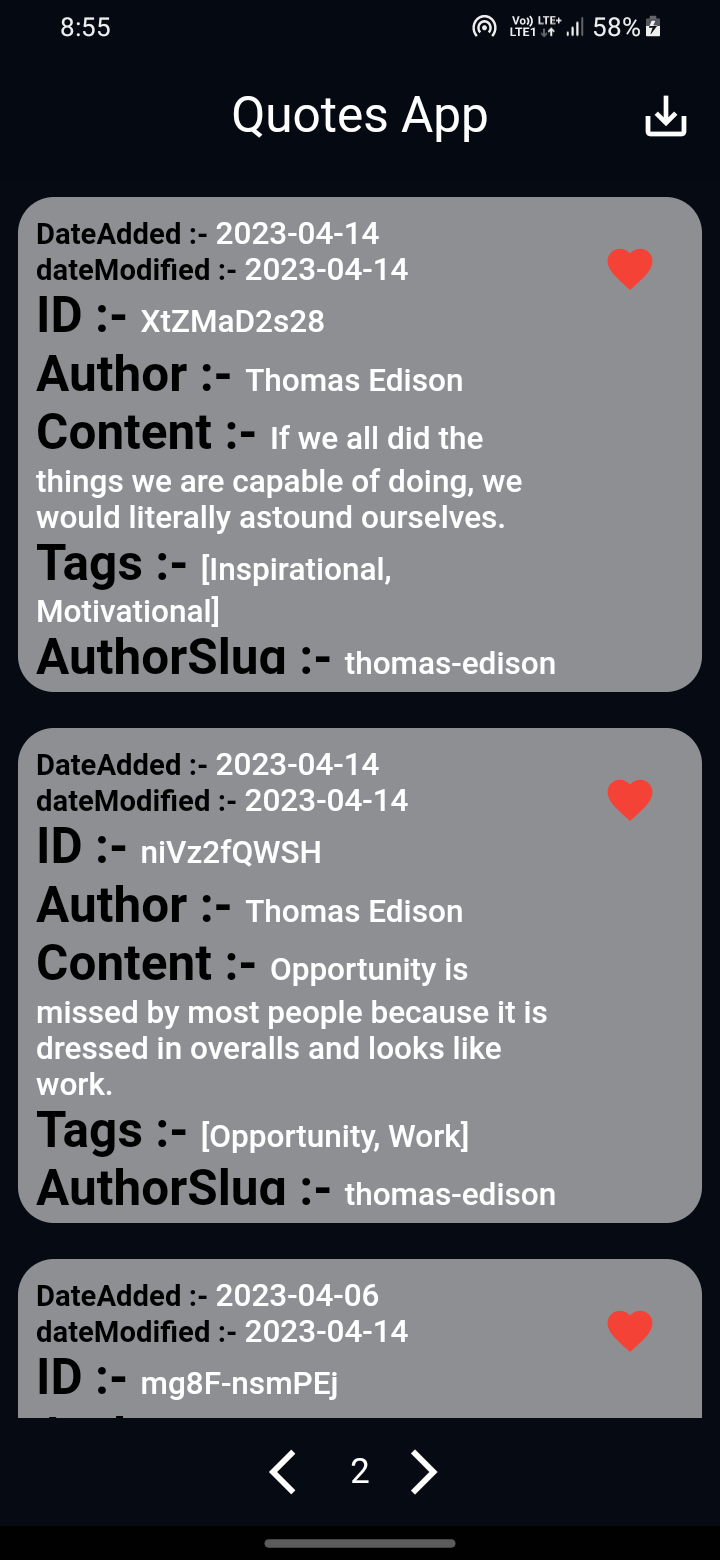 8:55
Vo)) LTE+
LTE1
58%
Quotes App
DateAdded :- 2023-04-14
dateModified :- 2023-04-14
ID :- XtZMaD2s28
Author :- Thomas Edison
Content :- If we all did the
things we are capable of doing, we
would literally astound ourselves.
Tags :- [Inspirational,
Motivational]
AuthorSlug :- thomas-edison
DateAdded :- 2023-04-14
dateModified :- 2023-04-14
ID :- niVz2fQWSH
Author :- Thomas Edison
Content :- Opportunity is
missed by most people because it is
dressed in overalls and looks like
work.
Tags :- [Opportunity, Work]
AuthorSlug :- thomas-edison
DateAdded :- 2023-04-06
dateModified :- 2023-04-14
ID :- mg8F-nsmPEj
2